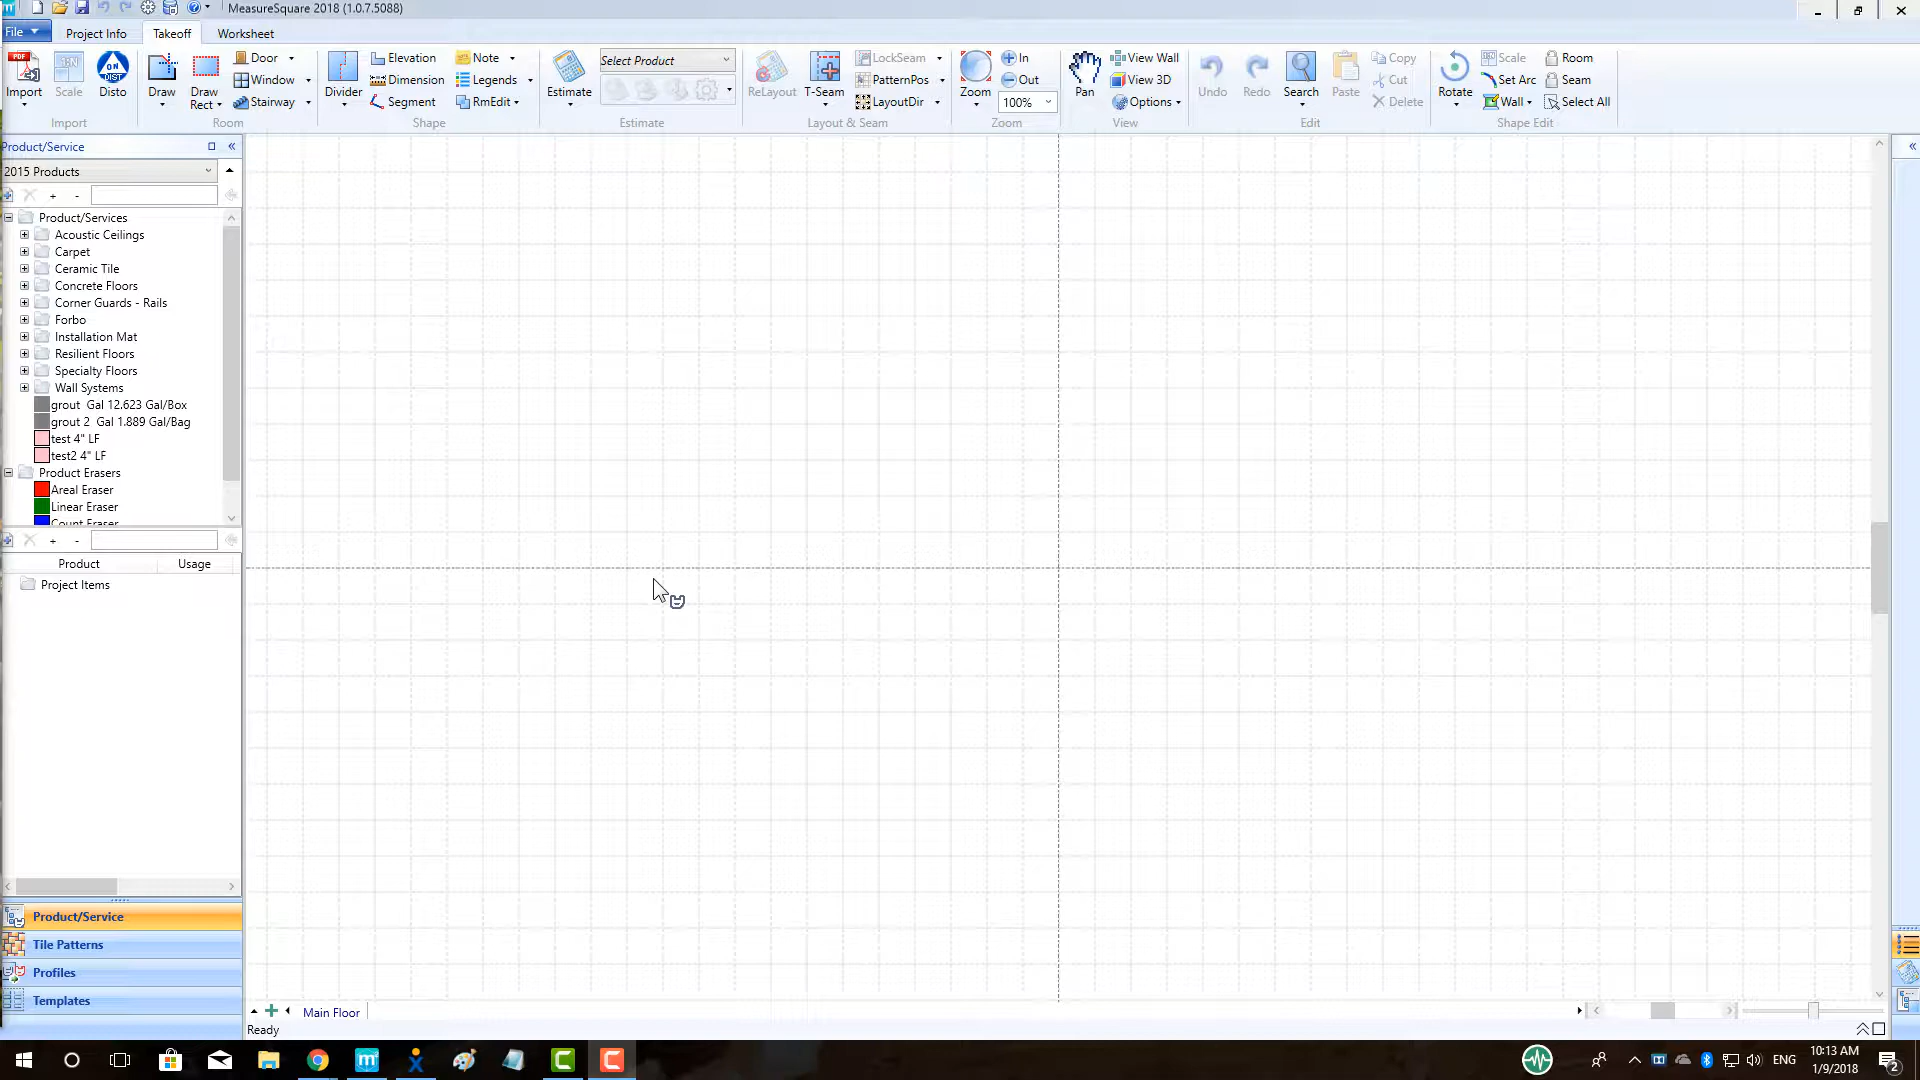 MeasureSquare 2018 (1.0.7.5088)
File Project Info Takeoff Worksheet
Import Scale Disto Draw Draw Rect Door Window Stairway Divider Elevation Dimension Segment Note Legends RmEdit Estimate Select Product ReLayout T-Seam LockSeam PatternPos LayoutDir Zoom In Out 100% Pan View Wall View 3D Options Undo Redo Search Paste Copy Cut Delete Rotate Scale Set Arc Wall Room Seam Select All
Import Room Shape Estimate Layout & Seam Zoom View Edit Shape Edit
Product/Service
2015 Products
Product/Services
Acoustic Ceilings
Carpet
Ceramic Tile
Concrete Floors
Corner Guards - Rails
Forbo
Installation Mat
Resilient Floors
Specialty Floors
Wall Systems
grout Gal 12.623 Gal/Box
grout 2 Gal 1.889 Gal/Bag
test 4" LF
test2 4" LF
Product Erasers
Areal Eraser
Linear Eraser
Count Eraser
Product Usage
Project Items
Product/Service
Tile Patterns
Profiles
Templates
Main Floor
Ready
ENG 10:13 AM
1/9/2018 2